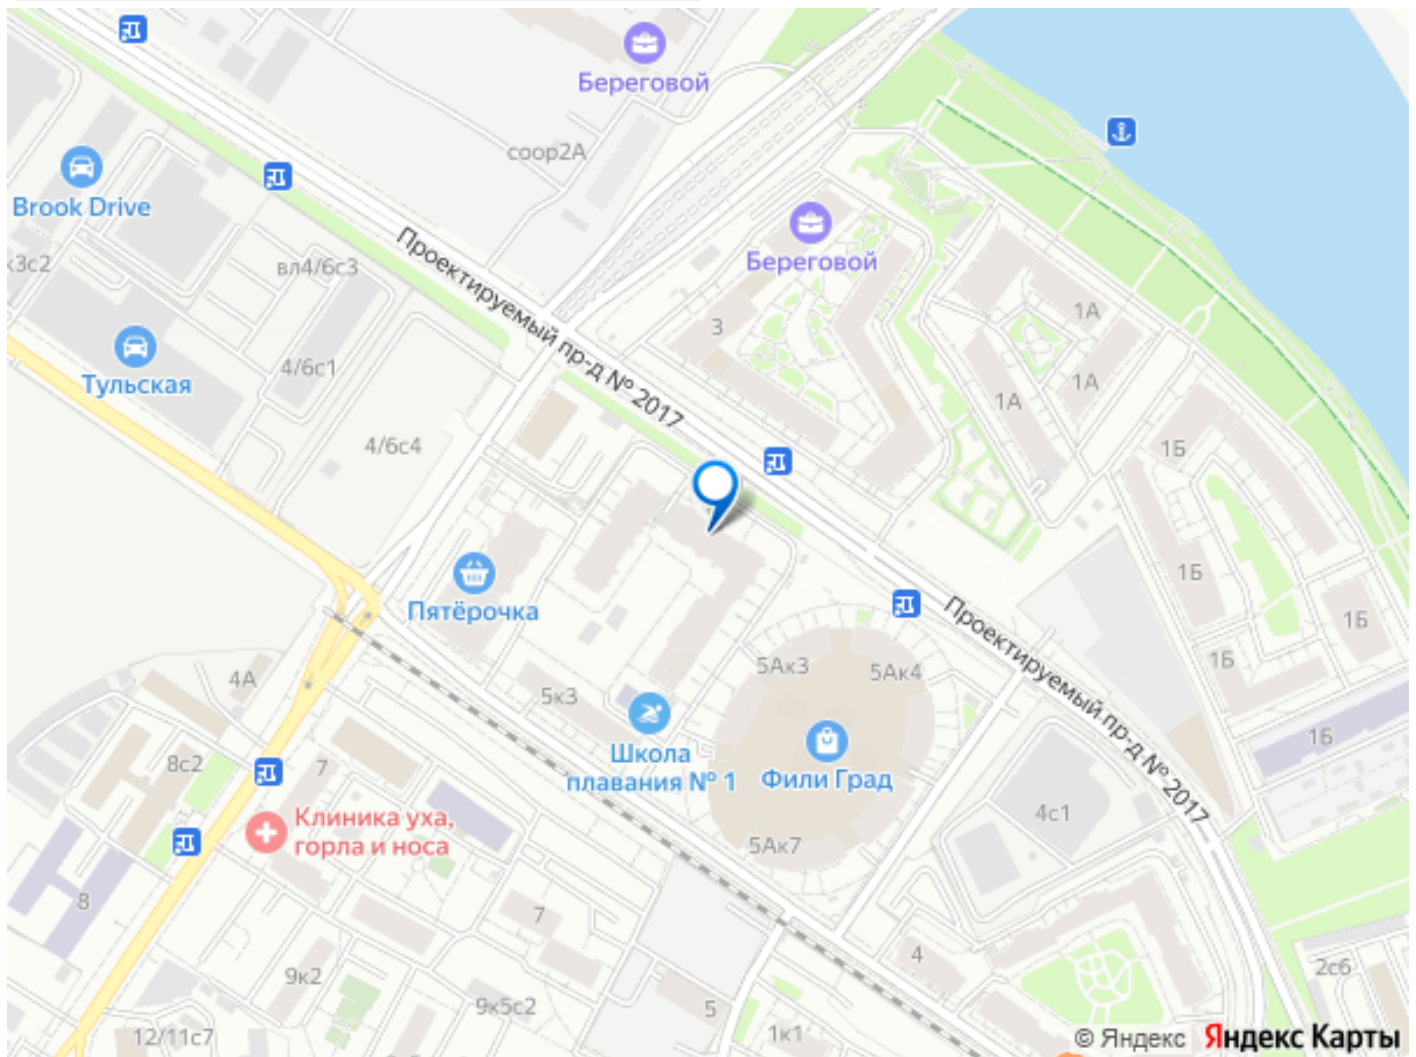 Береговой
соор2А
Brook Drive
Береговой
к3с2
вл4/6с3
Проектируемый пр-д № 2017
3
1А
Тульская
4/6с1
1А
1А
4/6с4
1Б
1Б
Пятёрочка
Проектируемый пр-д № 2017
1Б
1Б
5Ак3
5Ак4
4А
5к3
1Б
Школа
плавания № 1
Фили Град
8с2
7
4с1
Клиника уха,
горла и носа
5Ак7
8
7
4
9к2
2с6
9к5с2
5
12/11с7
1к1
© Яндекс Яндекс Карты